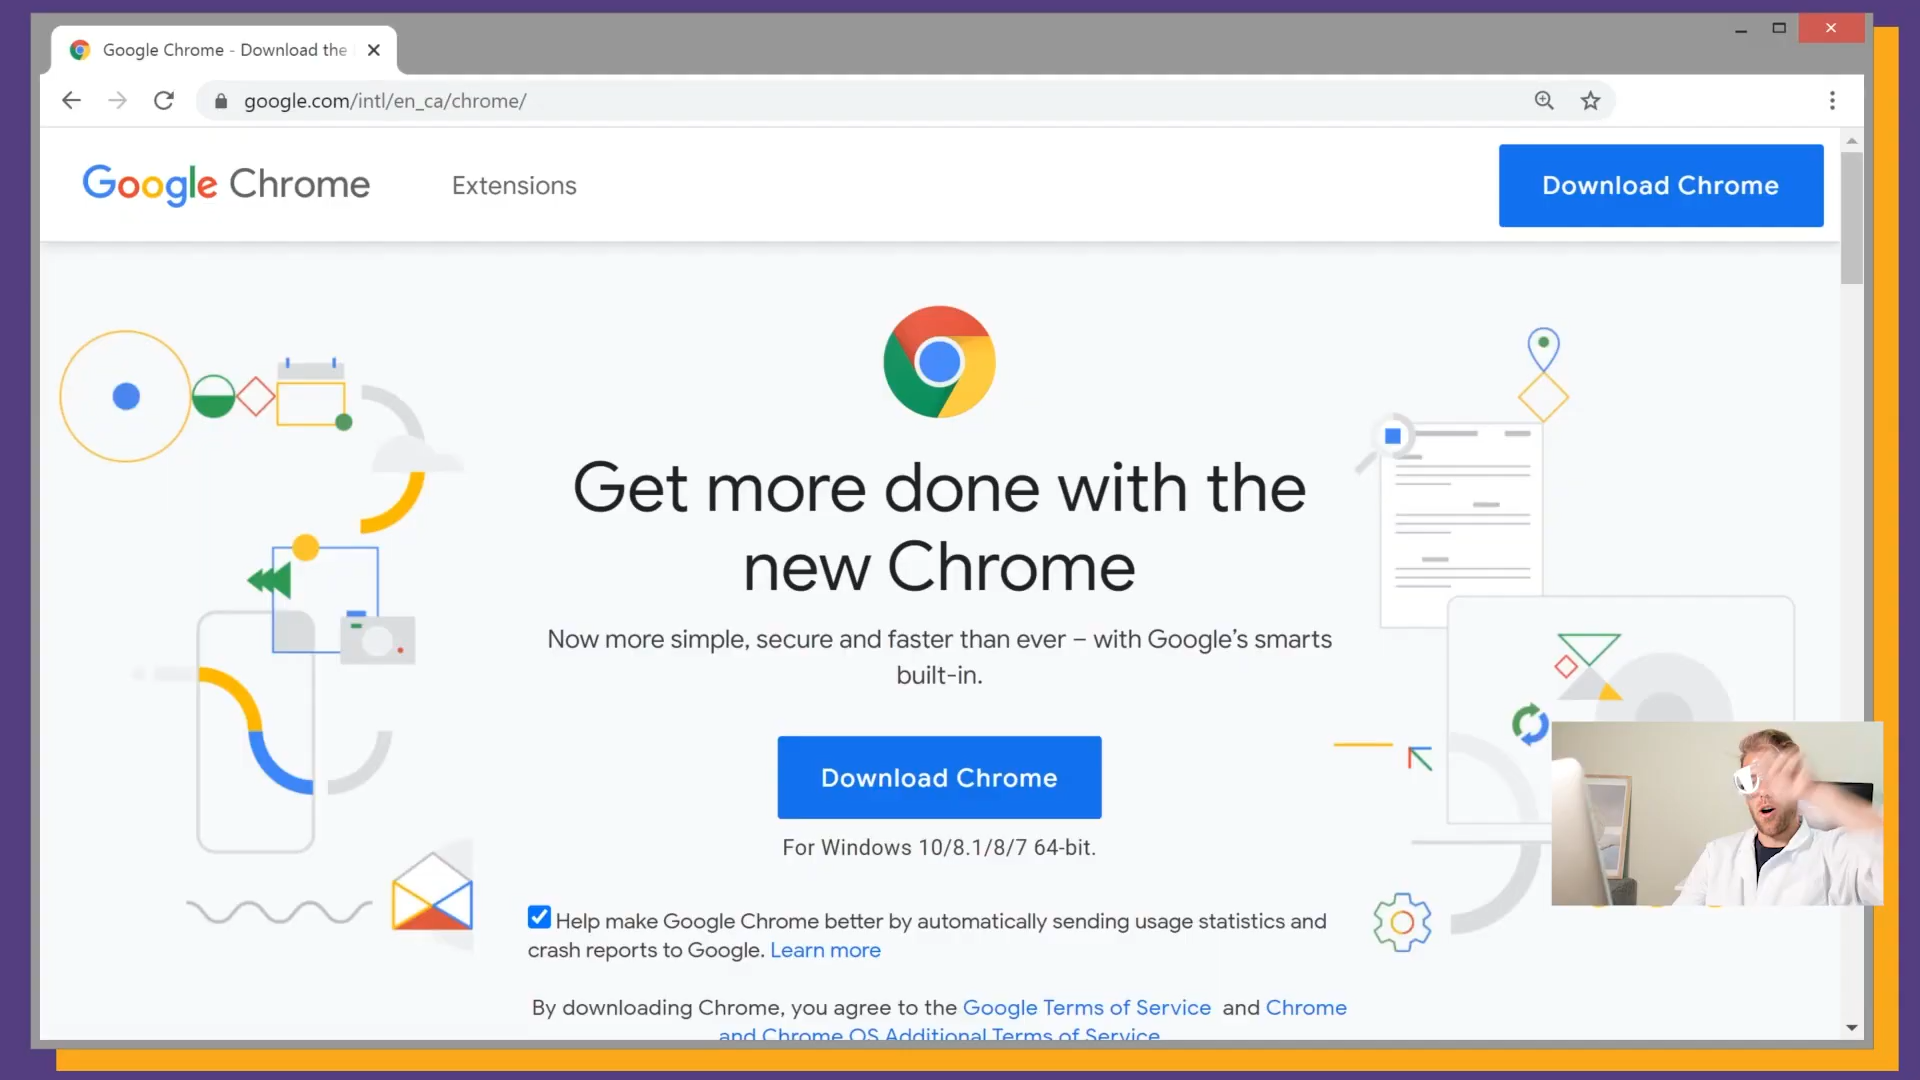 Google Chrome - Download the
google.com/intl/en_ca/chrome/
Google Chrome
Extensions
Download Chrome
Get more done with the
new Chrome
Now more simple, secure and faster than ever – with Google’s smarts
built-in.
Download Chrome
For Windows 10/8.1/8/7 64-bit.
Help make Google Chrome better by automatically sending usage statistics and
crash reports to Google. Learn more
By downloading Chrome, you agree to the Google Terms of Service and Chrome
and Chrome OS Additional Terms of Service